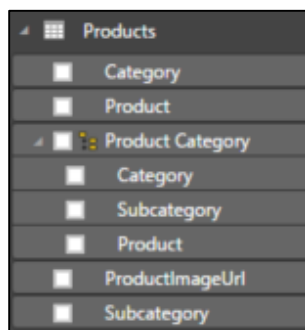 Products
Category
Product
Product Category
Category
Subcategory
Product
ProductImageUrl
Subcategory